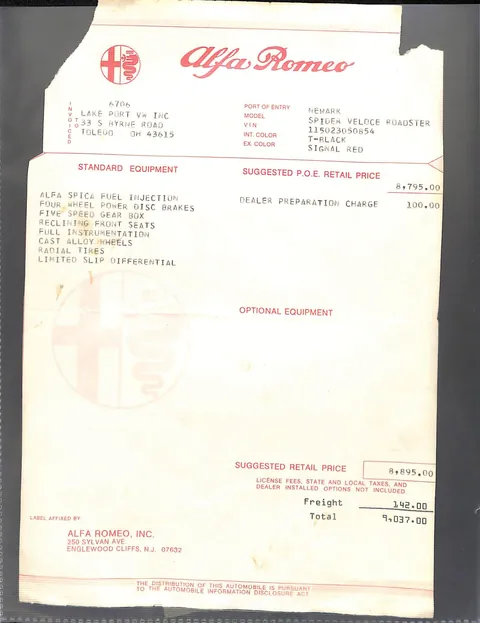 Alfa Romeo
INVOICED TO
6706
LAKE PORT VW INC
33 S BYRNE ROAD
TOLEDO OH 43615
PORT OF ENTRY NEWARK
MODEL SPIDER VELOCE ROADSTER
V.I.N. 115023050854
INT. COLOR T-BLACK
EX. COLOR SIGNAL RED
STANDARD EQUIPMENT
ALFA SPICA FUEL INJECTION
FOUR WHEEL POWER DISC BRAKES
FIVE SPEED GEAR BOX
RECLINING FRONT SEATS
FULL INSTRUMENTATION
CAST ALLOY WHEELS
RADIAL TIRES
LIMITED SLIP DIFFERENTIAL
SUGGESTED P.O.E. RETAIL PRICE
8,795.00
DEALER PREPARATION CHARGE 100.00
OPTIONAL EQUIPMENT
SUGGESTED RETAIL PRICE 8,895.00
LICENSE FEES, STATE AND LOCAL TAXES, AND
DEALER INSTALLED OPTIONS NOT INCLUDED
Freight 142.00
Total 9,037.00
LABEL AFFIXED BY:
ALFA ROMEO, INC.
250 SYLVAN AVE
ENGLEWOOD CLIFFS, N.J. 07632
THE DISTRIBUTION OF THIS AUTOMOBILE IS PURSUANT
TO THE AUTOMOBILE INFORMATION DISCLOSURE ACT.